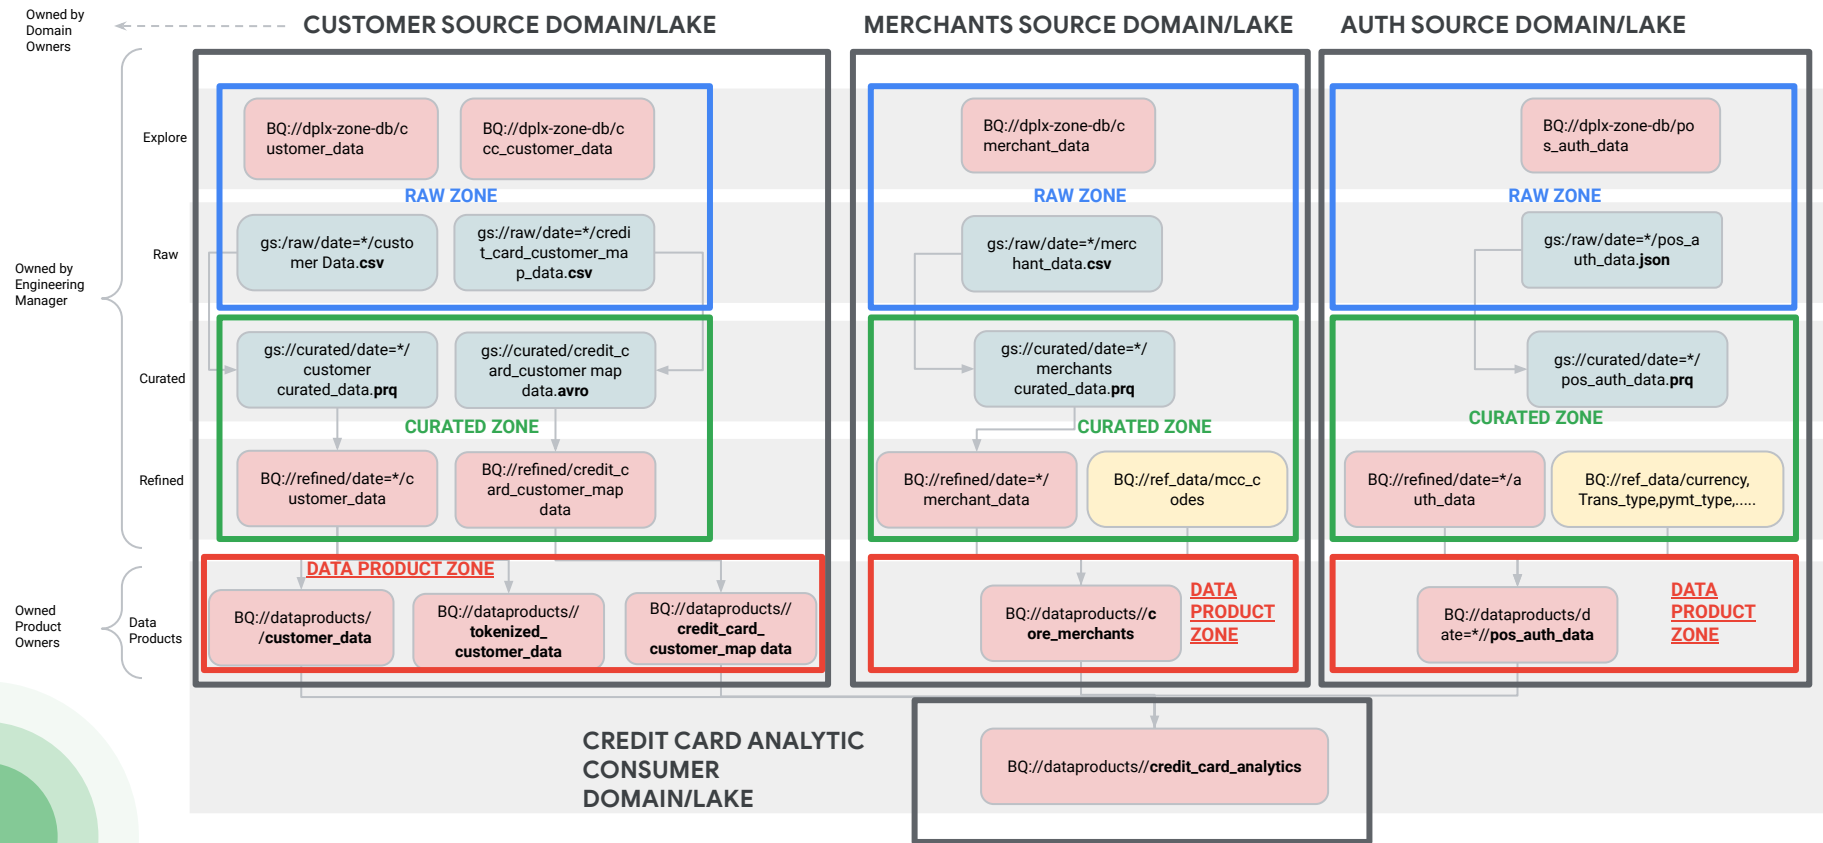 Owned by
Domain
Owners
CUSTOMER SOURCE DOMAIN/LAKE
MERCHANTS SOURCE DOMAIN/LAKE
AUTH SOURCE DOMAIN/LAKE
Explore
BQ://dplx-zone-db/c
ustomer_data
BQ://dplx-zone-db/c
cc_customer_data
BQ://dplx-zone-db/c
merchant_data
BQ://dplx-zone-db/po
s_auth_data
RAW ZONE
RAW ZONE
RAW ZONE
Raw
gs:/raw/date=*/custo
mer Data.csv
gs://raw/date=*/credi
t_card_customer_ma
p_data.csv
gs:/raw/date=*/merc
hant_data.csv
gs:/raw/date=*/pos_a
uth_data.json
Owned by
Engineering
Manager
Curated
gs://curated/date=*/
customer
curated_data.prq
gs://curated/credit_c
ard_customer map
data.avro
gs://curated/date=*/
merchants
curated_data.prq
gs://curated/date=*/
pos_auth_data.prq
CURATED ZONE
CURATED ZONE
CURATED ZONE
Refined
BQ://refined/date=*/c
ustomer_data
BQ://refined/credit_c
ard_customer_map
data
BQ://refined/date=*/
merchant_data
BQ://ref_data/mcc_c
odes
BQ://refined/date=*/a
uth_data
BQ://ref_data/currency,
Trans_type,pymt_type,.....
DATA PRODUCT ZONE
Owned
Product
Owners
Data
Products
BQ://dataproducts/
/customer_data
BQ://dataproducts//
tokenized_
customer_data
BQ://dataproducts//
credit_card_
customer_map data
BQ://dataproducts//c
ore_merchants
DATA
PRODUCT
ZONE
BQ://dataproducts/d
ate=*//pos_auth_data
DATA
PRODUCT
ZONE
CREDIT CARD ANALYTIC
CONSUMER
DOMAIN/LAKE
BQ://dataproducts//credit_card_analytics